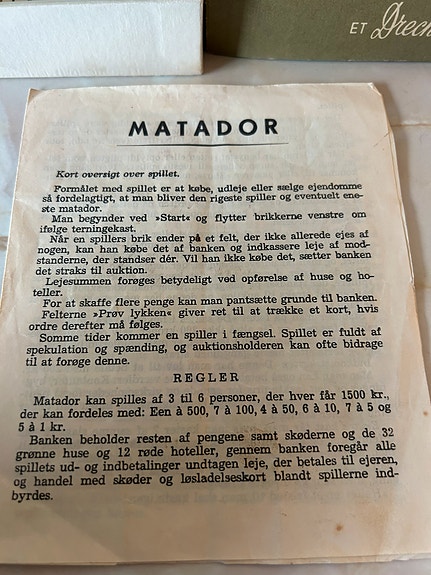 ET Drech
MATADOR
Kort oversigt over spillet.
Formålet med spillet er at købe, udleje eller sælge ejendomme
så fordelagtigt, at man bliver den rigeste spiller og eventuelt ene-
ste matador.
Man begynder ved »Start« og flytter brikkerne venstre om
ifølge terningekast.
Når en spillers brik ender på et felt, der ikke allerede ejes af
nogen, kan han købe det af banken og indkassere leje af mod-
standerne, der standser dér. Vil han ikke købe det, sætter banken
det straks til auktion.
Lejesummen forøges betydeligt ved opførelse af huse og ho-
teller.
For at skaffe flere penge kan man pantsætte grunde til banken.
Felterne »Prøv lykken« giver ret til at trække et kort, hvis
ordre derefter må følges.
Somme tider kommer en spiller i fængsel. Spillet er fuldt af
spekulation og spænding, og auktionsholderen kan ofte bidrage
til at forøge denne.
REGLER
Matador kan spilles af 3 til 6 personer, der hver får 1500 kr.,
der kan fordeles med: Een à 500, 7 à 100, 4 à 50, 6 à 10, 7 à 5 og
5 à 1 kr.
Banken beholder resten af pengene samt skøderne og de 32
grønne huse og 12 røde hoteller, gennem banken foregår alle
spillets ud- og indbetalinger undtagen leje, der betales til ejeren,
og handel med skøder og løsladelseskort blandt spillerne ind-
byrdes.